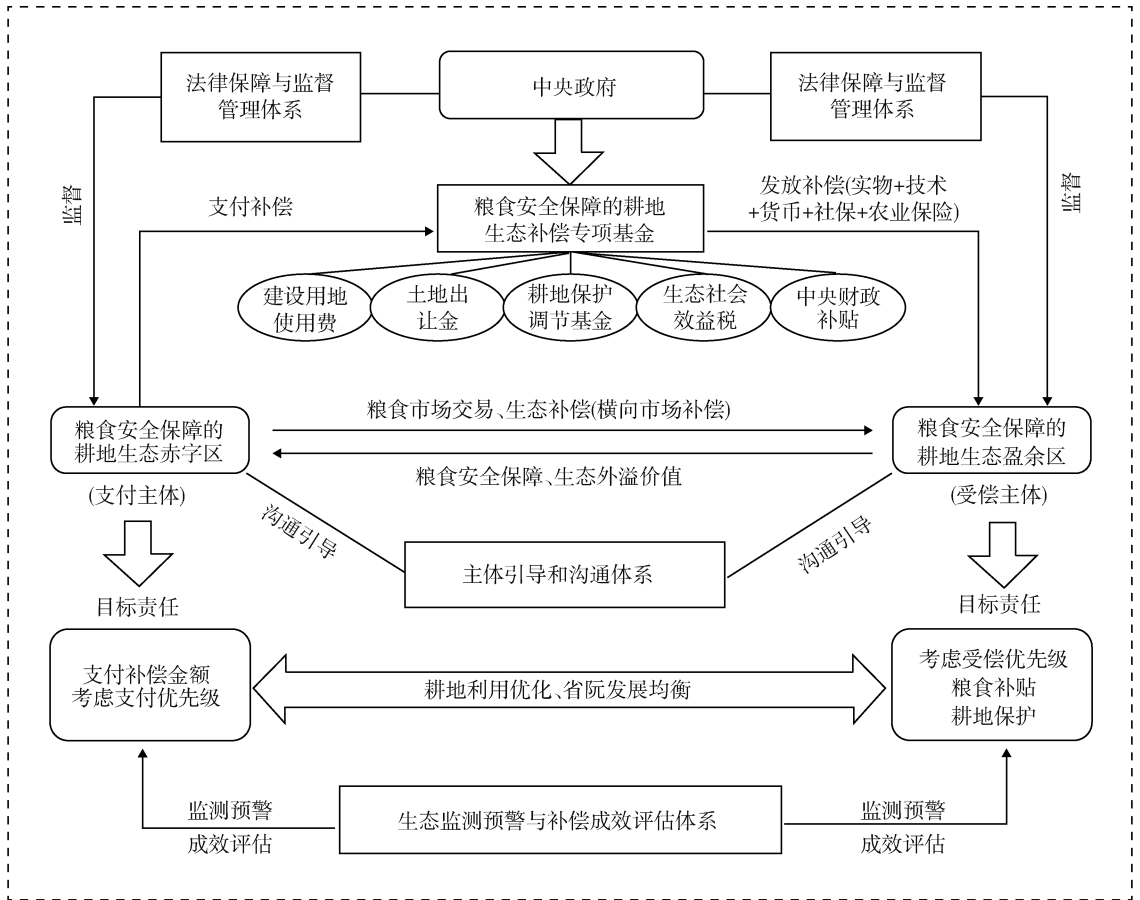 法律保障与监督
管理体系
中央政府
法律保障与监督
管理体系
监督
支付补偿
粮食安全保障的耕地
生态补偿专项基金
发放补偿(实物+技术
+货币+社保+农业保险)
监督
建设用地
使用费
土地出
让金
耕地保护
调节基金
生态社会
效益税
中央财政
补贴
粮食安全保障的
耕地生态赤字区
(支付主体)
粮食市场交易、生态补偿(横向市场补偿)
粮食安全保障、生态外溢价值
粮食安全保障的
耕地生态盈余区
(受偿主体)
沟通引导
主体引导和沟通体系
沟通引导
目标责任
目标责任
支付补偿金额
考虑支付优先级
耕地利用优化、省际发展均衡
考虑受偿优先级
粮食补贴
耕地保护
监测预警
成效评估
生态监测预警与补偿成效评估体系
监测预警
成效评估